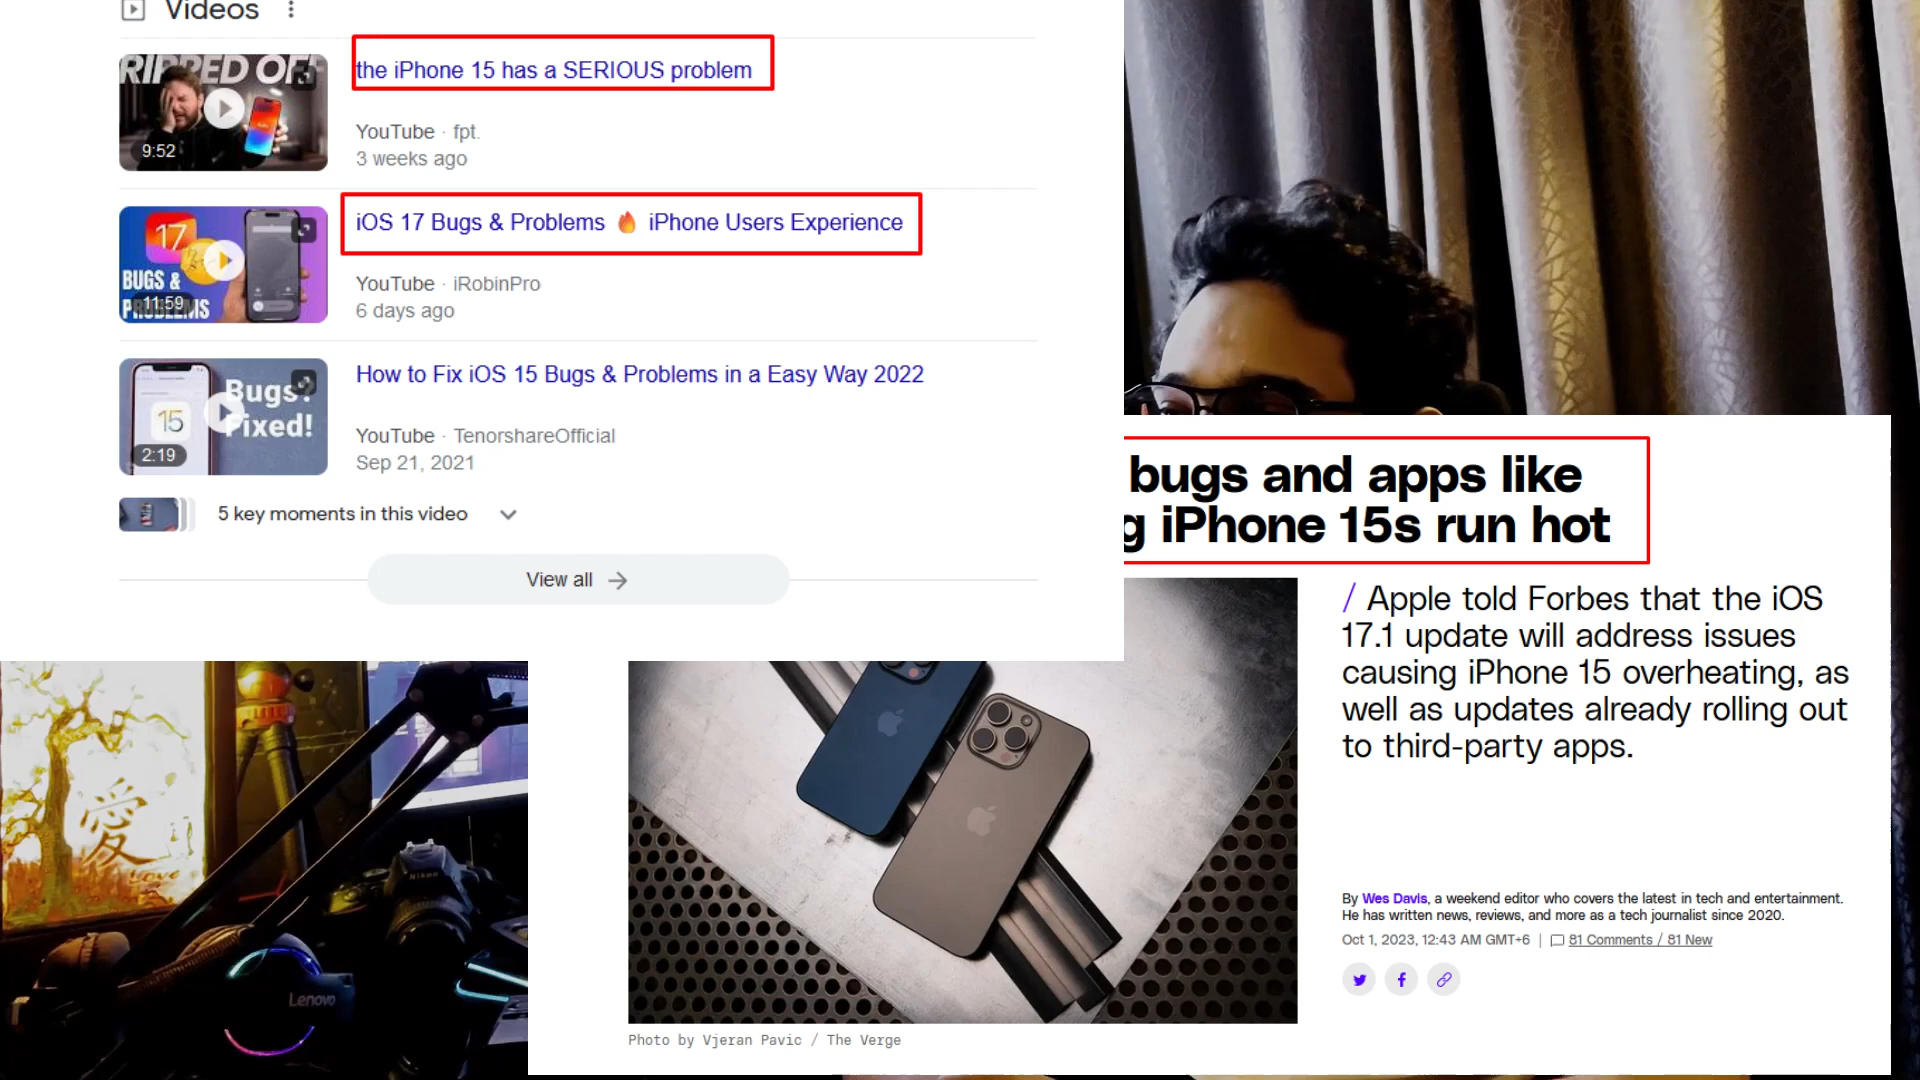 Videos
RIPPED OF
9:52
the iPhone 15 has a SERIOUS problem
YouTube · fpt.
3 weeks ago
17
BUGS &
PROBLEMS
11:59
iOS 17 Bugs & Problems 🔥 iPhone Users Experience
YouTube · iRobinPro
6 days ago
15
Bugs?
Fixed!
2:19
How to Fix iOS 15 Bugs & Problems in a Easy Way 2022
YouTube · TenorshareOfficial
Sep 21, 2021
5 key moments in this video
View all →
bugs and apps like
g iPhone 15s run hot
/ Apple told Forbes that the iOS
17.1 update will address issues
causing iPhone 15 overheating, as
well as updates already rolling out
to third-party apps.
By Wes Davis, a weekend editor who covers the latest in tech and entertainment.
He has written news, reviews, and more as a tech journalist since 2020.
Oct 1, 2023, 12:43 AM GMT+6 | 81 Comments / 81 New
Photo by Vjeran Pavic / The Verge
愛
Love
Nikon
Lenovo